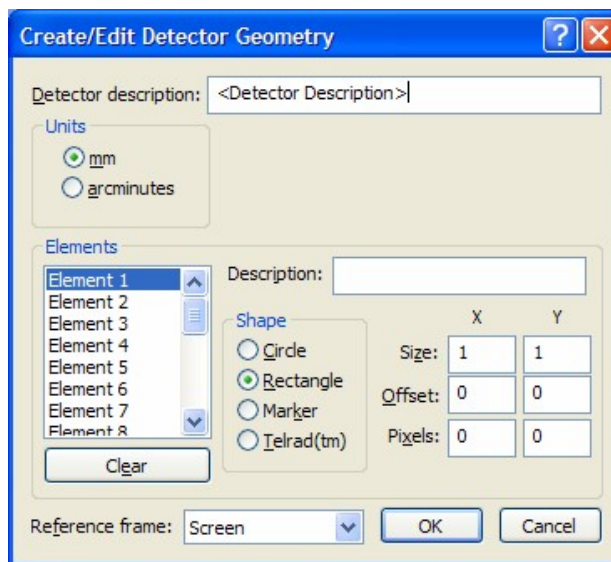 Create/Edit Detector Geometry
Detector description: <Detector Description>
Units
mm
arcminutes
Elements
Element 1
Element 2
Element 3
Element 4
Element 5
Element 6
Element 7
Element 8
Clear
Description:
Shape
Circle
Rectangle
Marker
Telrad(tm)
X Y
Size: 1 1
Offset: 0 0
Pixels: 0 0
Reference frame: Screen
OK
Cancel